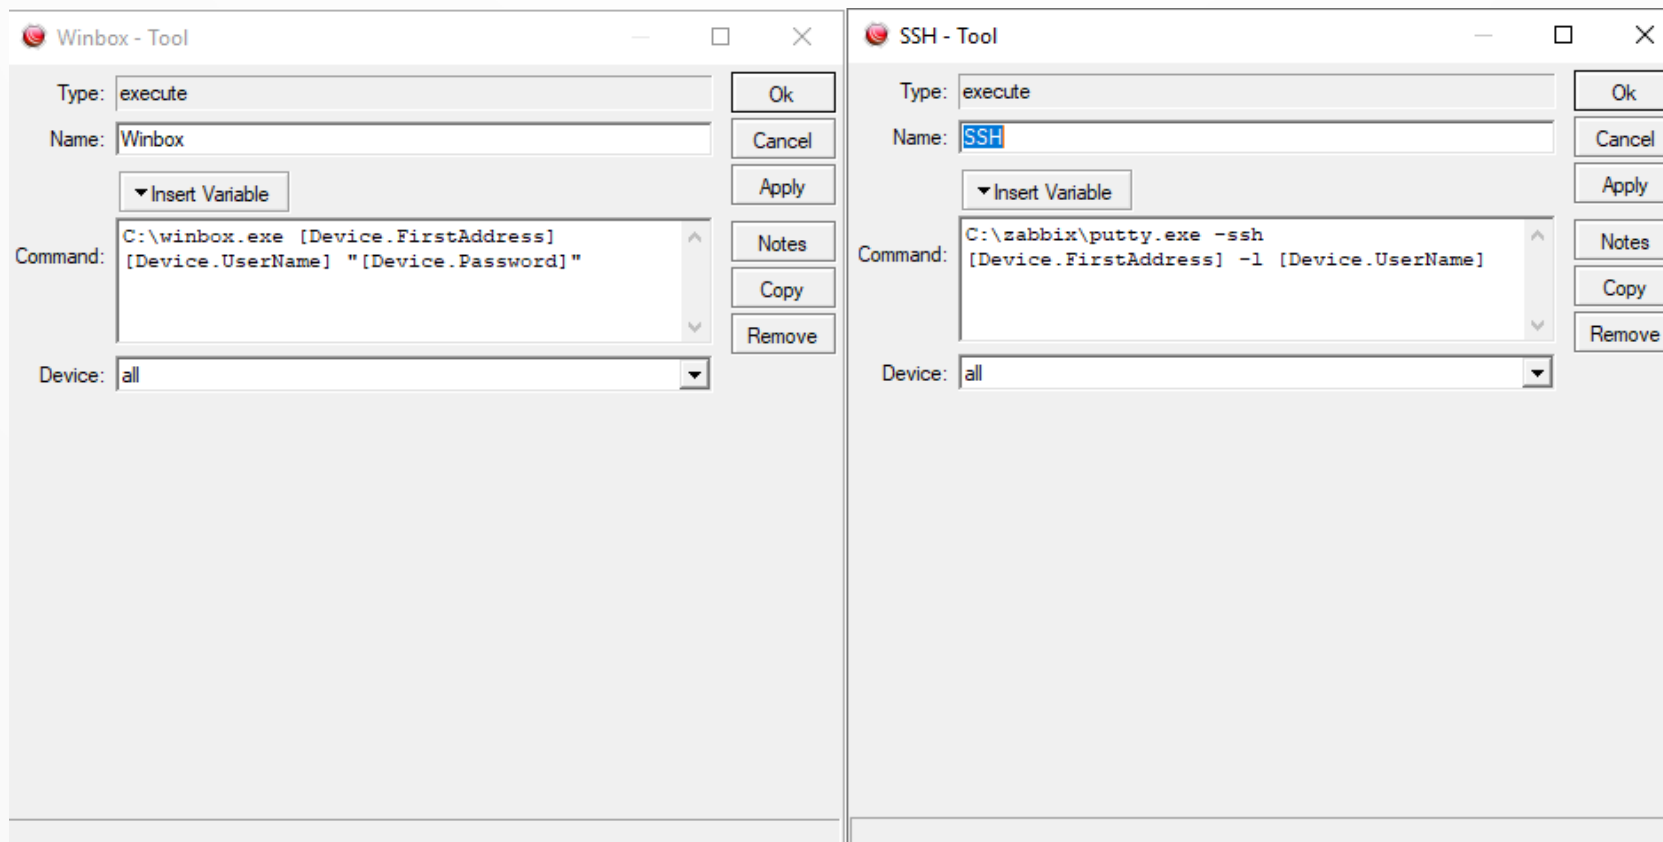 Winbox - Tool
Type: execute
Ok
Name: Winbox
Cancel
Insert Variable
Apply
Command: C:\winbox.exe [Device.FirstAddress]
[Device.UserName] "[Device.Password]"
Notes
Copy
Remove
Device: all
SSH - Tool
Type: execute
Ok
Name: SSH
Cancel
Insert Variable
Apply
Command: C:\zabbix\putty.exe -ssh
[Device.FirstAddress] -l [Device.UserName]
Notes
Copy
Remove
Device: all